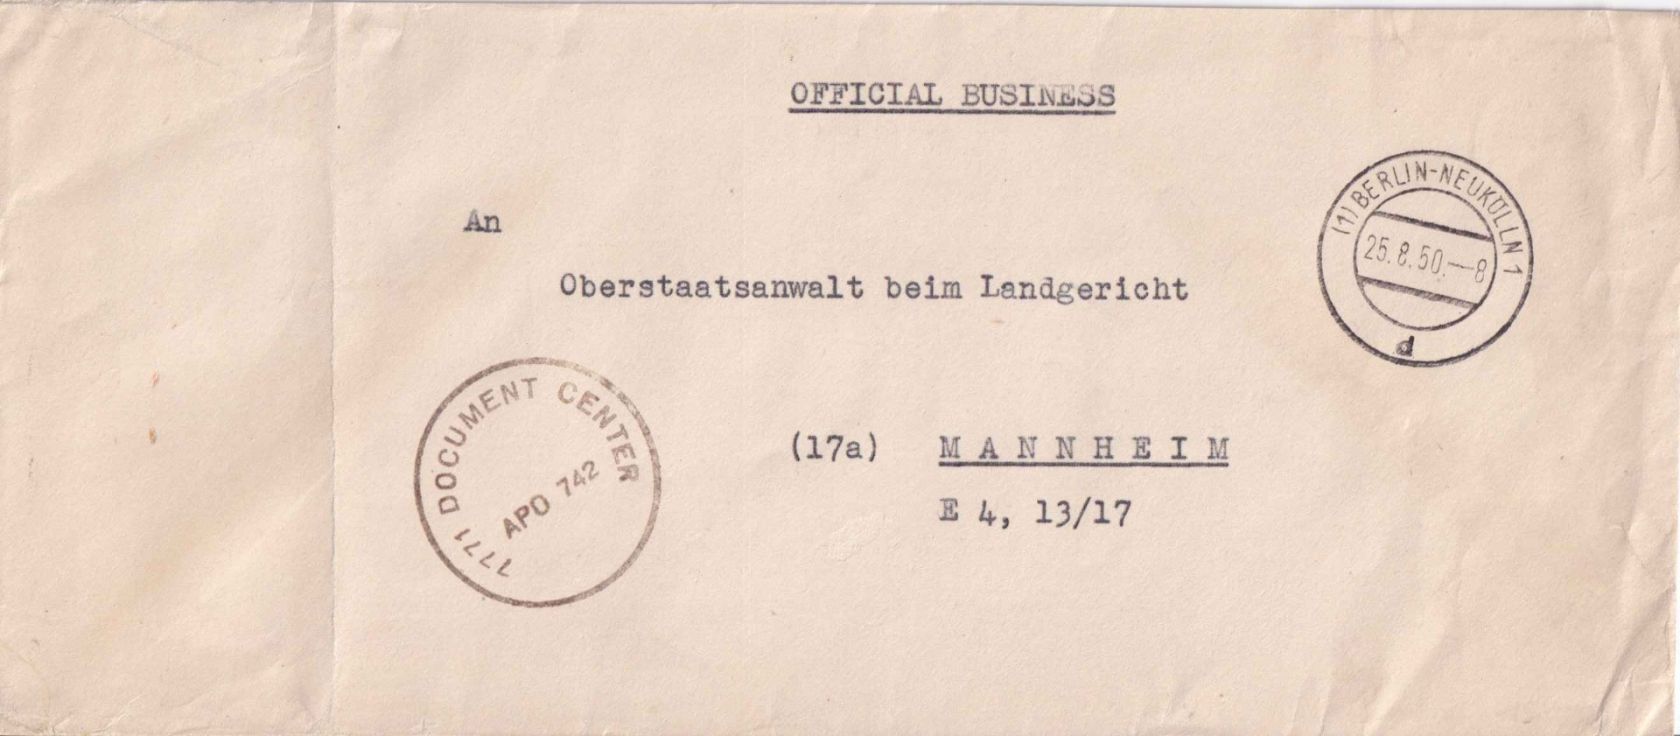 OFFICIAL BUSINESS
(1) BERLIN-NEUKÖLLN 1
25.8.50.—8
d
An
Oberstaatsanwalt beim Landgericht
7771 DOCUMENT CENTER
APO 742
(17a) MANNHEIM
E 4, 13/17